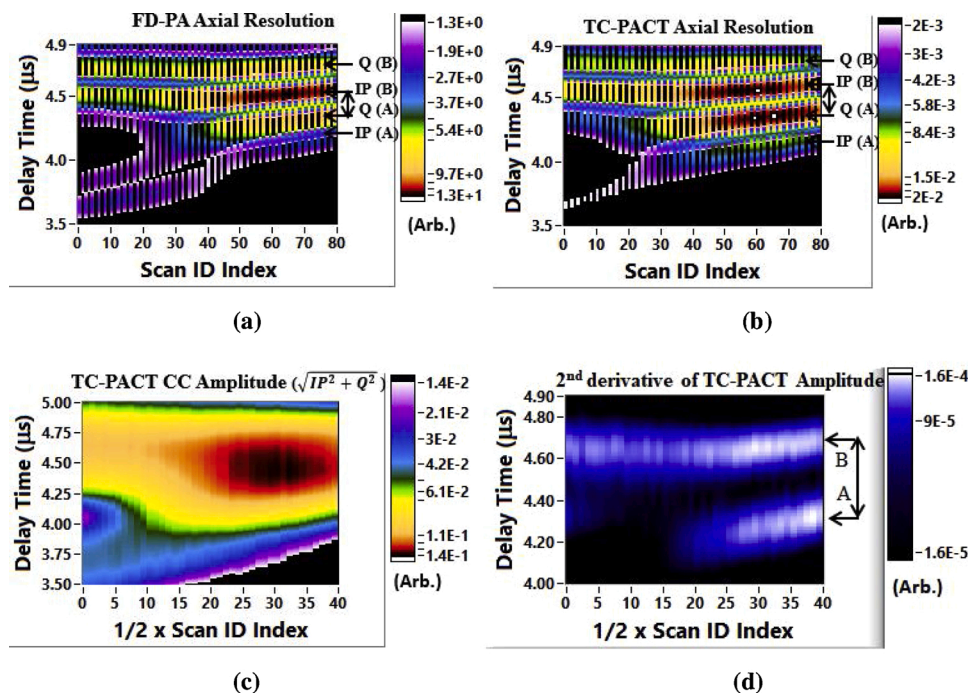 FD-PA Axial Resolution
Delay Time (µs)
4.9
4.5
4.0
3.5
0 10 20 30 40 50 60 70 80
Scan ID Index
Q (B)
IP (B)
Q (A)
IP (A)
-1.3E+0
-1.9E+0
-2.7E+0
-3.7E+0
-5.4E+0
-9.7E+0
-1.3E+1
(Arb.)
(a)
TC-PACT Axial Resolution
Delay Time (µs)
4.9
4.5
4.0
3.5
0 10 20 30 40 50 60 70 80
Scan ID Index
Q (B)
IP (B)
Q (A)
IP (A)
-2E-3
-3E-3
-4.2E-3
-5.8E-3
-8.4E-3
-1.5E-2
-2E-2
(Arb.)
(b)
TC-PACT CC Amplitude (√IP² + Q²)
Delay Time (µs)
5.00
4.75
4.50
4.25
4.00
3.75
3.50
0 5 10 15 20 25 30 35 40
1/2 x Scan ID Index
-1.4E-2
-2.1E-2
-3E-2
-4.2E-2
-6.1E-2
-1.1E-1
-1.4E-1
(Arb.)
(c)
2nd derivative of TC-PACT Amplitude
Delay Time (µs)
4.90
4.80
4.60
4.40
4.20
4.00
0 5 10 15 20 25 30 35 40
1/2 x Scan ID Index
B
A
-1.6E-4
-9E-5
-1.6E-5
(Arb.)
(d)